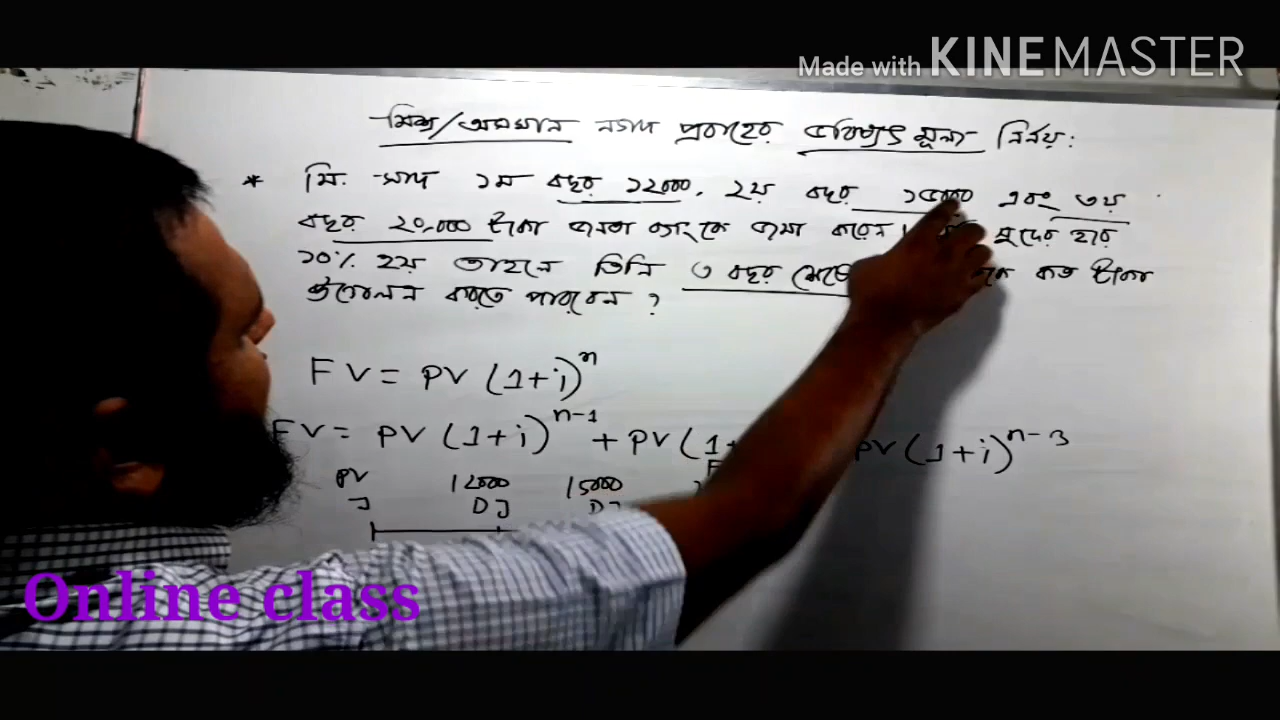 Made with KINEMASTER
মিশ্র/অসমান নগদ প্রবাহের ভবিষ্যৎ মূল্য নির্ণয়:
* মি. সাদ ১ম বছর ১২০০০, ২য় বছর ১৫০০০ এবং ৩য়
বছর ২০,০০০ টাকা জনতা ব্যাংকে জমা করেন। সুদের হার
১০% হয় তাহলে তিনি ৩ বছর কত টাকা
উত্তোলন করতে পারবেন ?
FV = PV (1+i)^n
FV = PV (1+i)^n-1 + PV (1+ PV (1+i)^n-3
PV 12000 15000
DJ
Online class